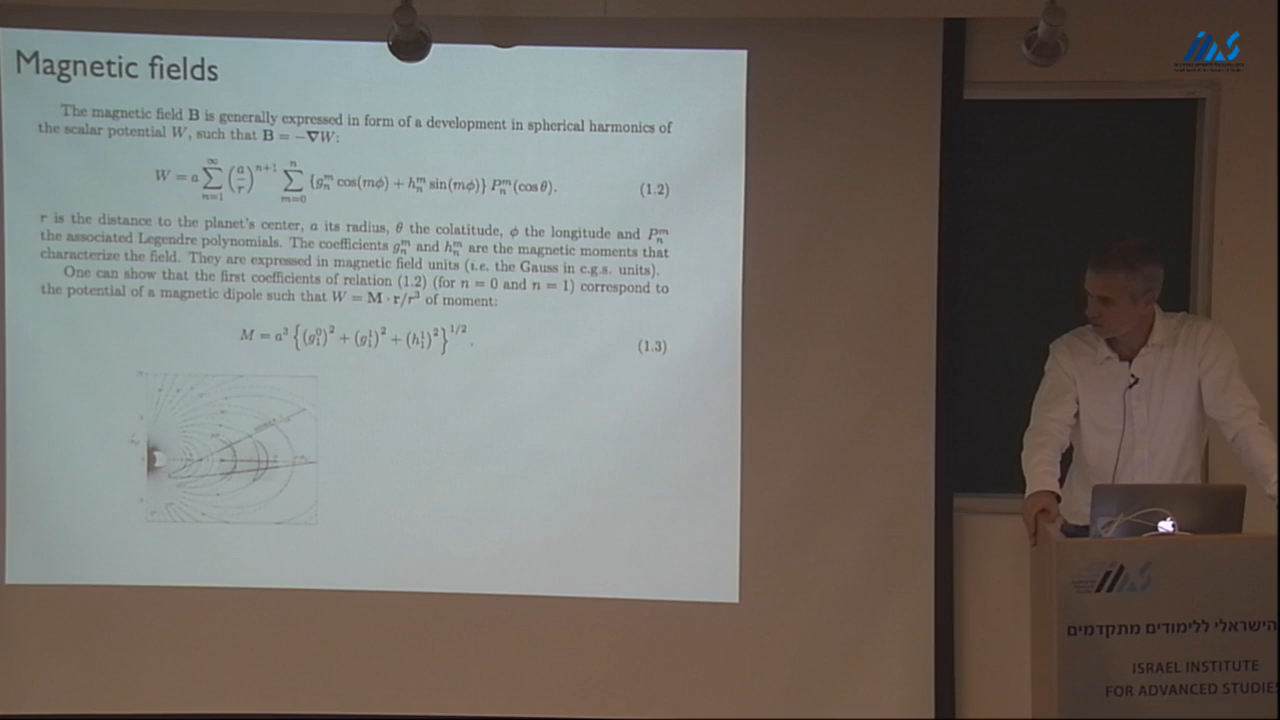 Magnetic fields
The magnetic field B is generally expressed in form of a development in spherical harmonics of
the scalar potential W, such that B = −∇W:
W = a ∑_{n=1}^{∞} (a/r)^{n+1} ∑_{m=0}^{n} {g_n^m cos(mϕ) + h_n^m sin(mϕ)} P_n^m(cos θ). (1.2)
r is the distance to the planet's center, a its radius, θ the colatitude, ϕ the longitude and P_n^m
the associated Legendre polynomials. The coefficients g_n^m and h_n^m are the magnetic moments that
characterize the field. They are expressed in magnetic field units (i.e. the Gauss in c.g.s. units).
One can show that the first coefficients of relation (1.2) (for n = 0 and n = 1) correspond to
the potential of a magnetic dipole such that W = M · r/r³ of moment:
M = a³ {(g_1^0)² + (g_1^1)² + (h_1^1)²}^{1/2}. (1.3)
הישראלי ללימודים מתקדמים
ISRAEL INSTITUTE
FOR ADVANCED STUDIES